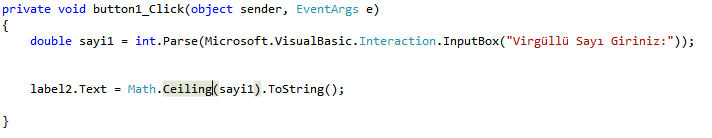 private void button1_Click(object sender, EventArgs e)
{
double sayi1 = int.Parse(Microsoft.VisualBasic.Interaction.InputBox("Virgüllü Sayı Giriniz:"));
label2.Text = Math.Ceiling(sayi1).ToString();
}